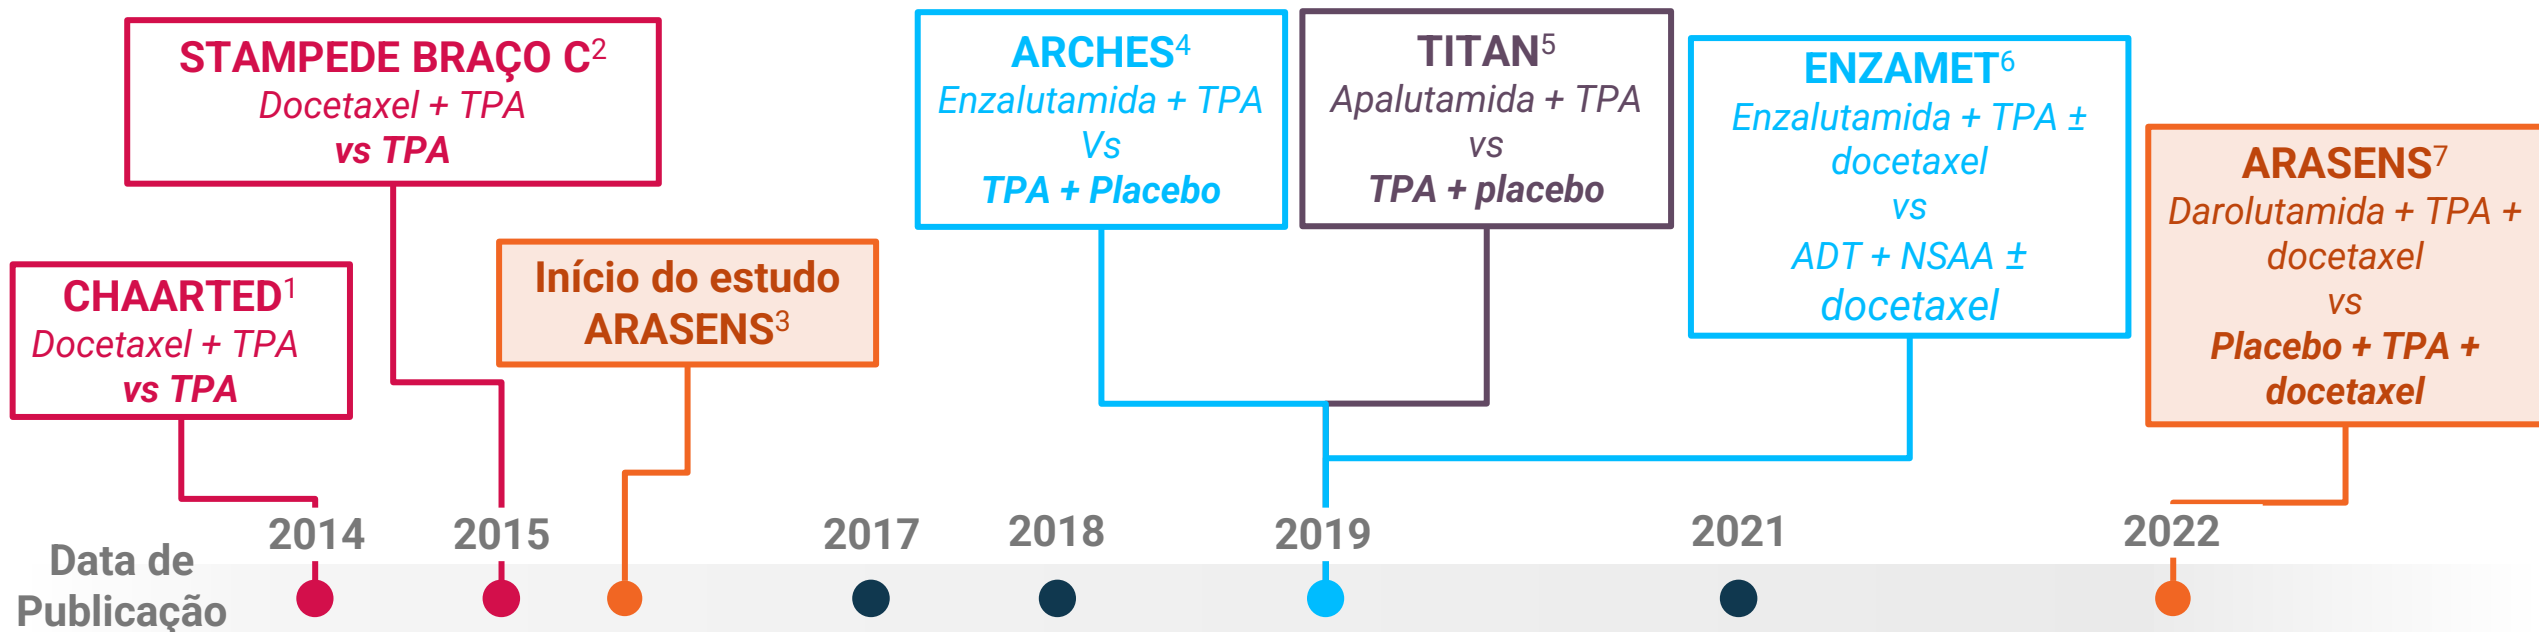 STAMPEDE BRAÇO C²
Docetaxel + TPA
vs TPA
ARCHES⁴
Enzalutamida + TPA
Vs
TPA + Placebo
TITAN⁵
Apalutamida + TPA
vs
TPA + placebo
ENZAMET⁶
Enzalutamida + TPA ±
docetaxel
vs
ADT + NSAA ±
docetaxel
ARASENS⁷
Darolutamida + TPA +
docetaxel
vs
Placebo + TPA +
docetaxel
CHAARTED¹
Docetaxel + TPA
vs TPA
Início do estudo
ARASENS³
2014
2015
2017
2018
2019
2021
2022
Data de
Publicação